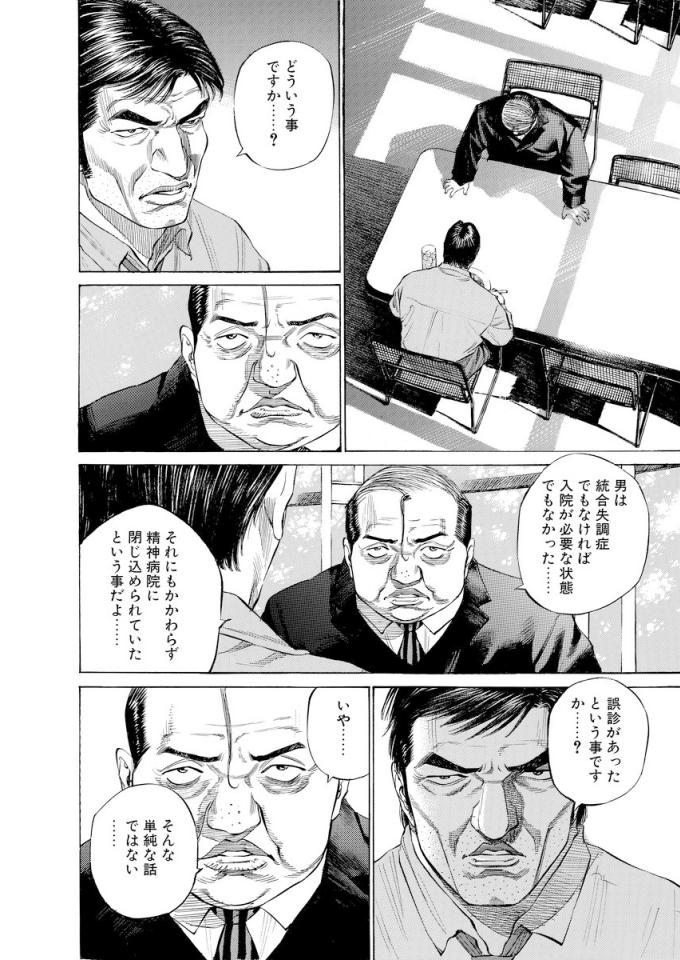 どういう事
ですか……？
男は
統合失調症
でもなければ
入院が必要な状態
でもなかった……
それにもかかわらず
精神病院に
閉じ込められていた
という事だよ……
誤診があった
という事です
か……？
いや……
そんな
単純な話
ではない
……